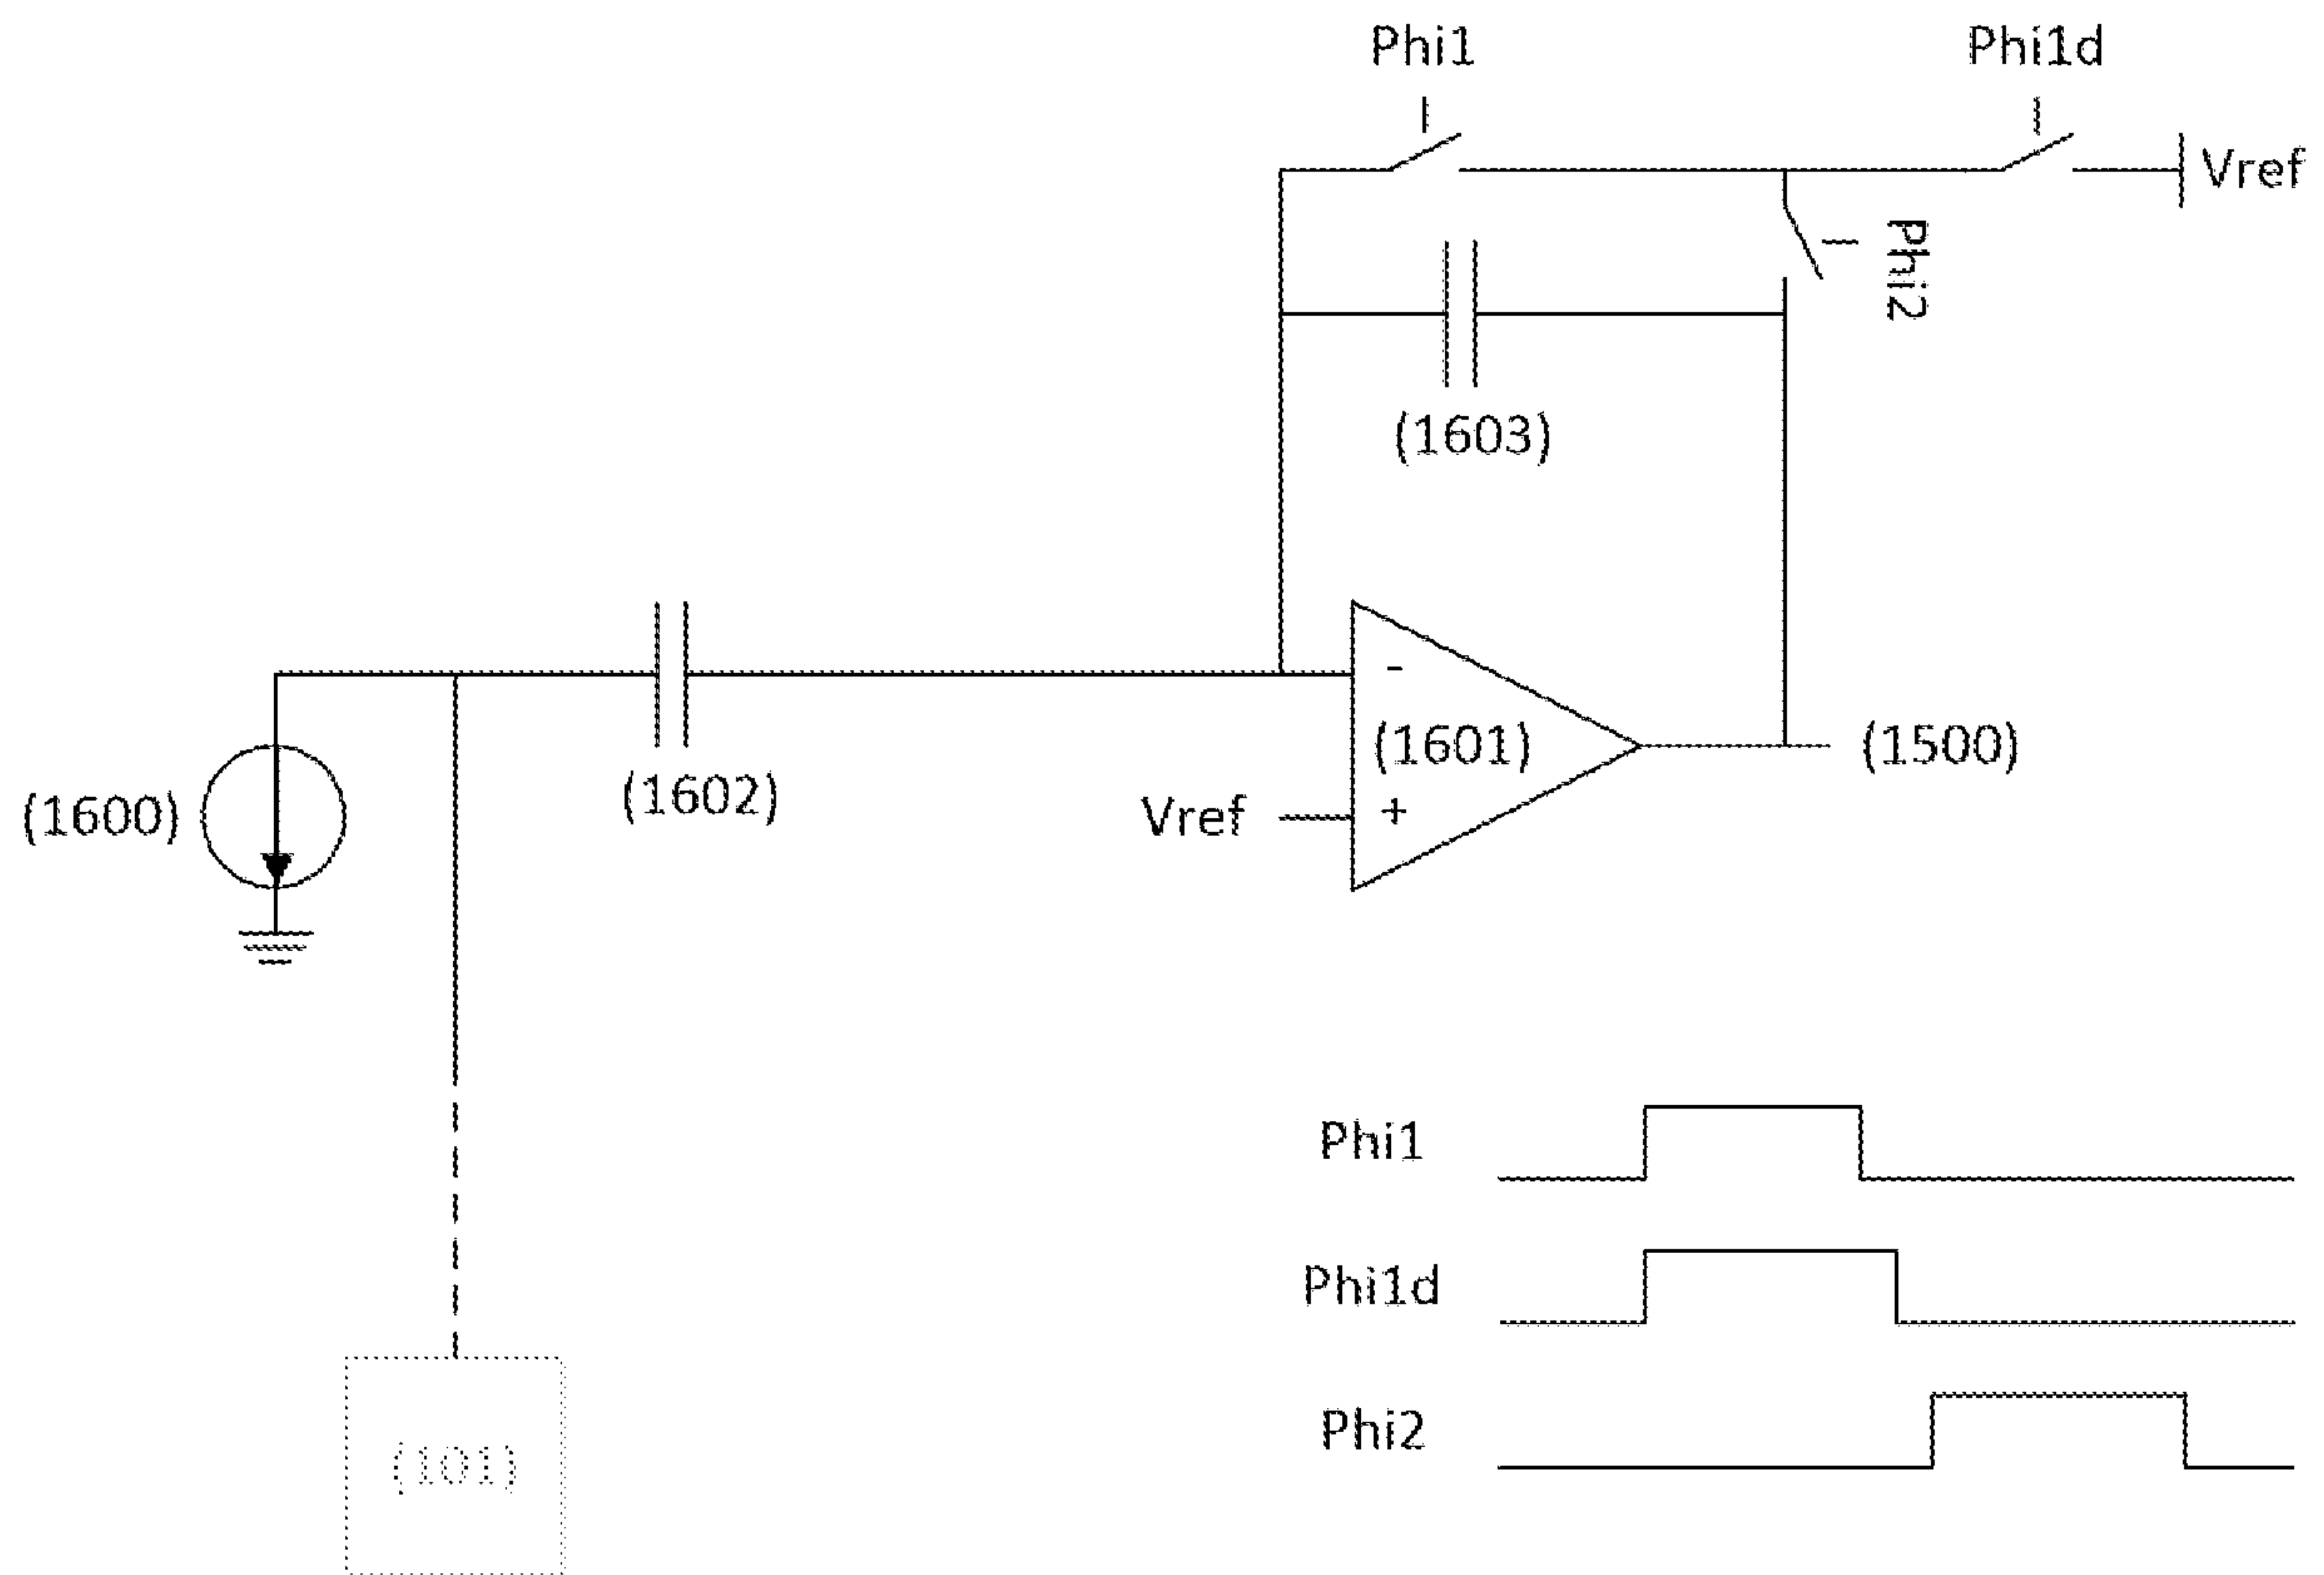 Phi1
Phi1d
Vref
Phi2
(1603)
(1601)
-
+
(1500)
(1602)
(1600)
Vref
Phi1
Phi1d
Phi2
(101)